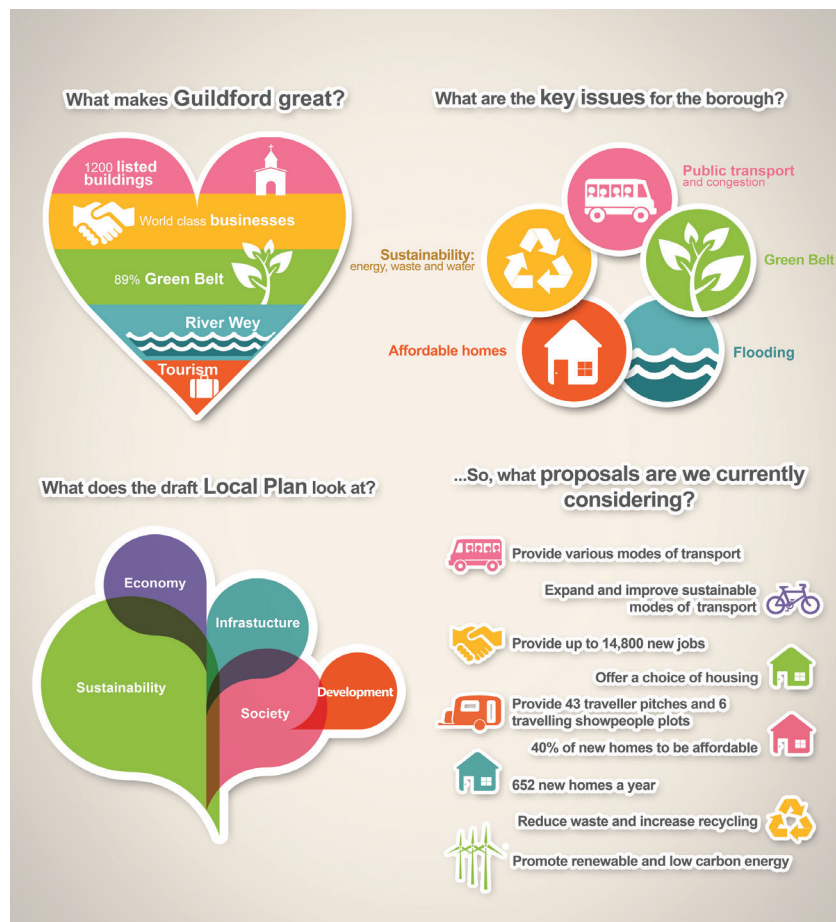 What makes Guildford great?
1200 listed
buildings
World class businesses
89% Green Belt
River Wey
Tourism
What are the key issues for the borough?
Public transport
and congestion
Sustainability:
energy, waste and water
Green Belt
Affordable homes
Flooding
What does the draft Local Plan look at?
Economy
Infrastucture
Sustainability
Society
Development
...So, what proposals are we currently
considering?
Provide various modes of transport
Expand and improve sustainable
modes of transport
Provide up to 14,800 new jobs
Offer a choice of housing
Provide 43 traveller pitches and 6
travelling showpeople plots
40% of new homes to be affordable
652 new homes a year
Reduce waste and increase recycling
Promote renewable and low carbon energy